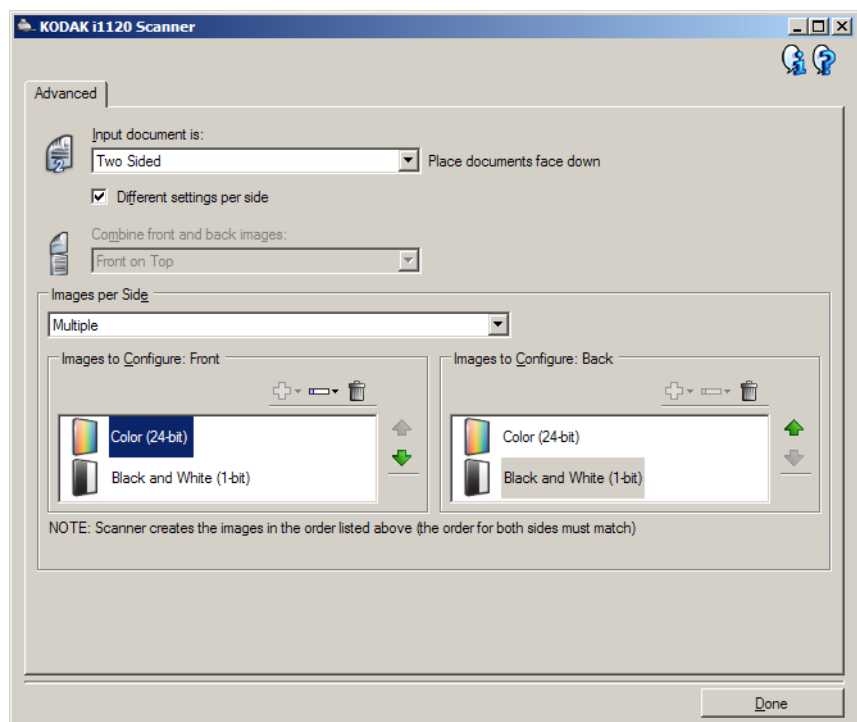 KODAK i1120 Scanner
Advanced
Input document is:
Two Sided
Place documents face down
Different settings per side
Combine front and back images:
Front on Top
Images per Side
Multiple
Images to Configure: Front
Images to Configure: Back
Color (24-bit)
Black and White (1-bit)
Color (24-bit)
Black and White (1-bit)
NOTE: Scanner creates the images in the order listed above (the order for both sides must match)
Done